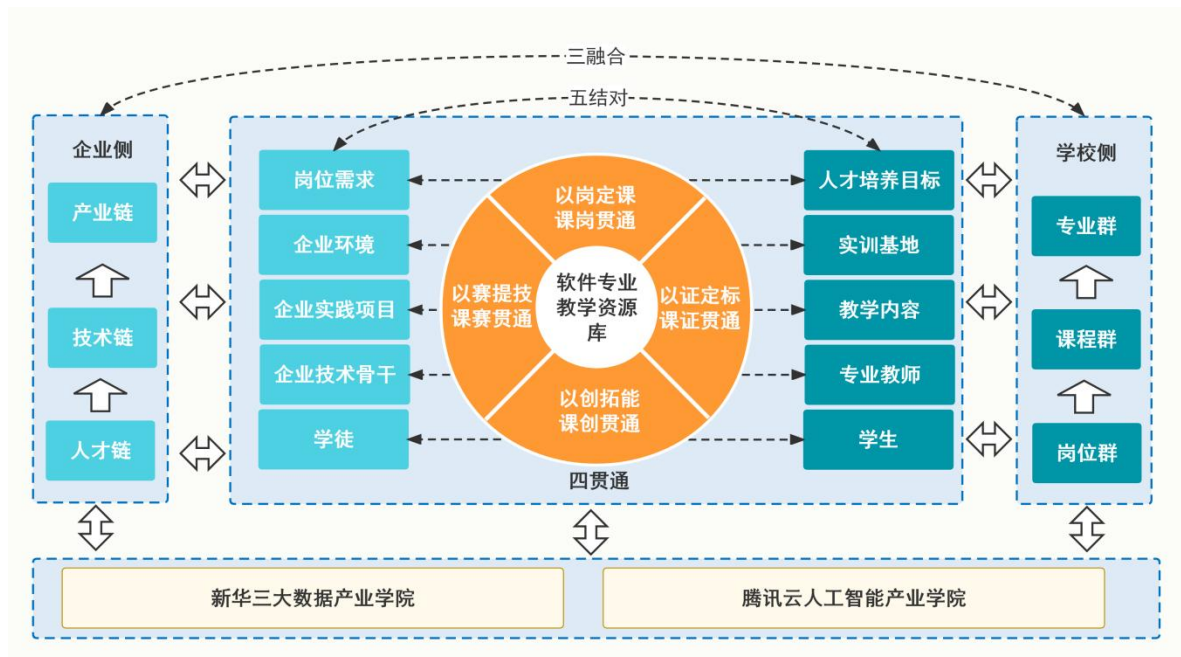 三融合
五结对
企业侧
产业链
技术链
人才链
岗位需求
企业环境
企业实践项目
企业技术骨干
学徒
以岗定课
课岗贯通
以赛提技
课赛贯通
软件专业
教学资源
库
以证定标
课证贯通
以创拓能
课创贯通
四贯通
人才培养目标
实训基地
教学内容
专业教师
学生
学校侧
专业群
课程群
岗位群
新华三大数据产业学院
腾讯云人工智能产业学院